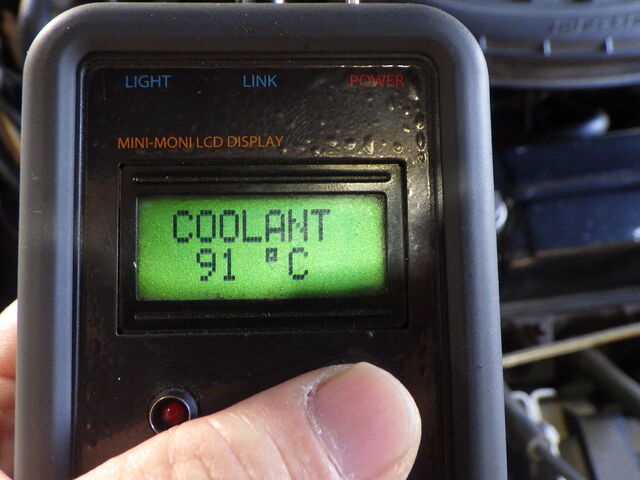 LIGHT LINK POWER
MINI-MONI LCD DISPLAY
COOLANT
91 °C